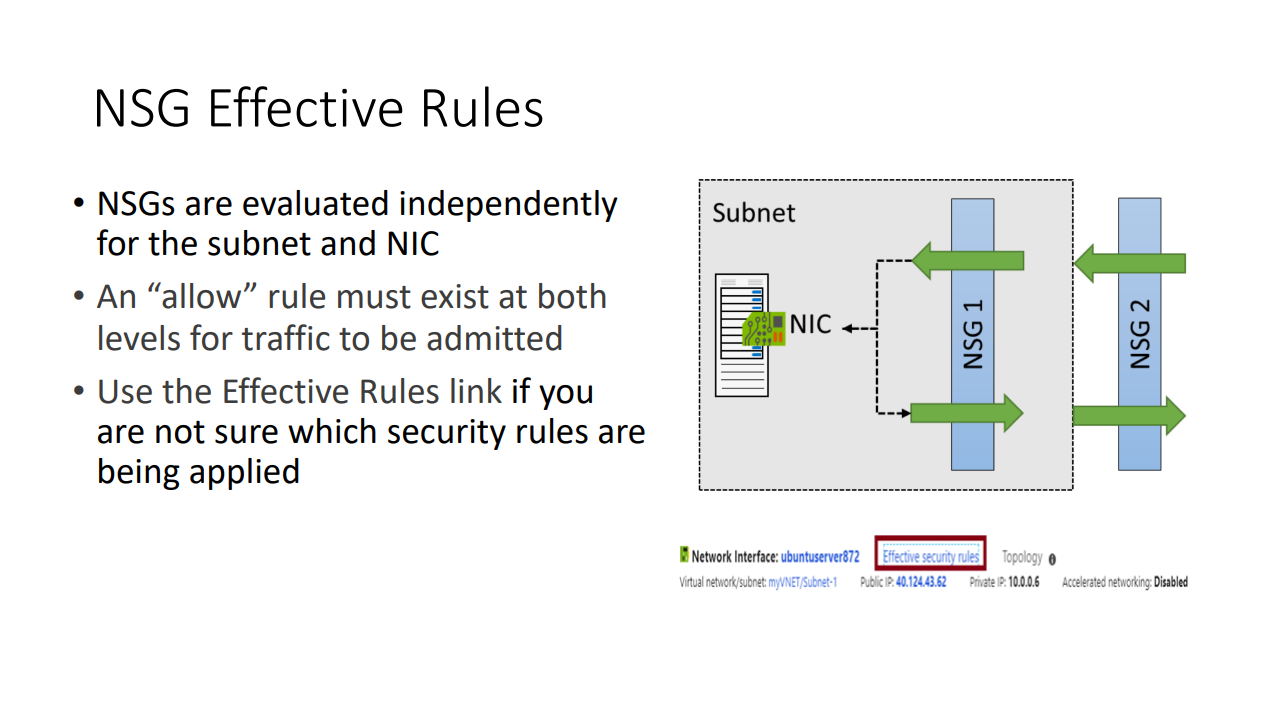 NSG Effective Rules
• NSGs are evaluated independently
for the subnet and NIC
• An “allow” rule must exist at both
levels for traffic to be admitted
• Use the Effective Rules link if you
are not sure which security rules are
being applied
Subnet
NIC
NSG 1
NSG 2
Network Interface: ubuntuserver872 Effective security rules Topology
Virtual network/subnet: myVNET/Subnet-1 Public IP: 40.124.43.62 Private IP: 10.0.0.6 Accelerated networking: Disabled